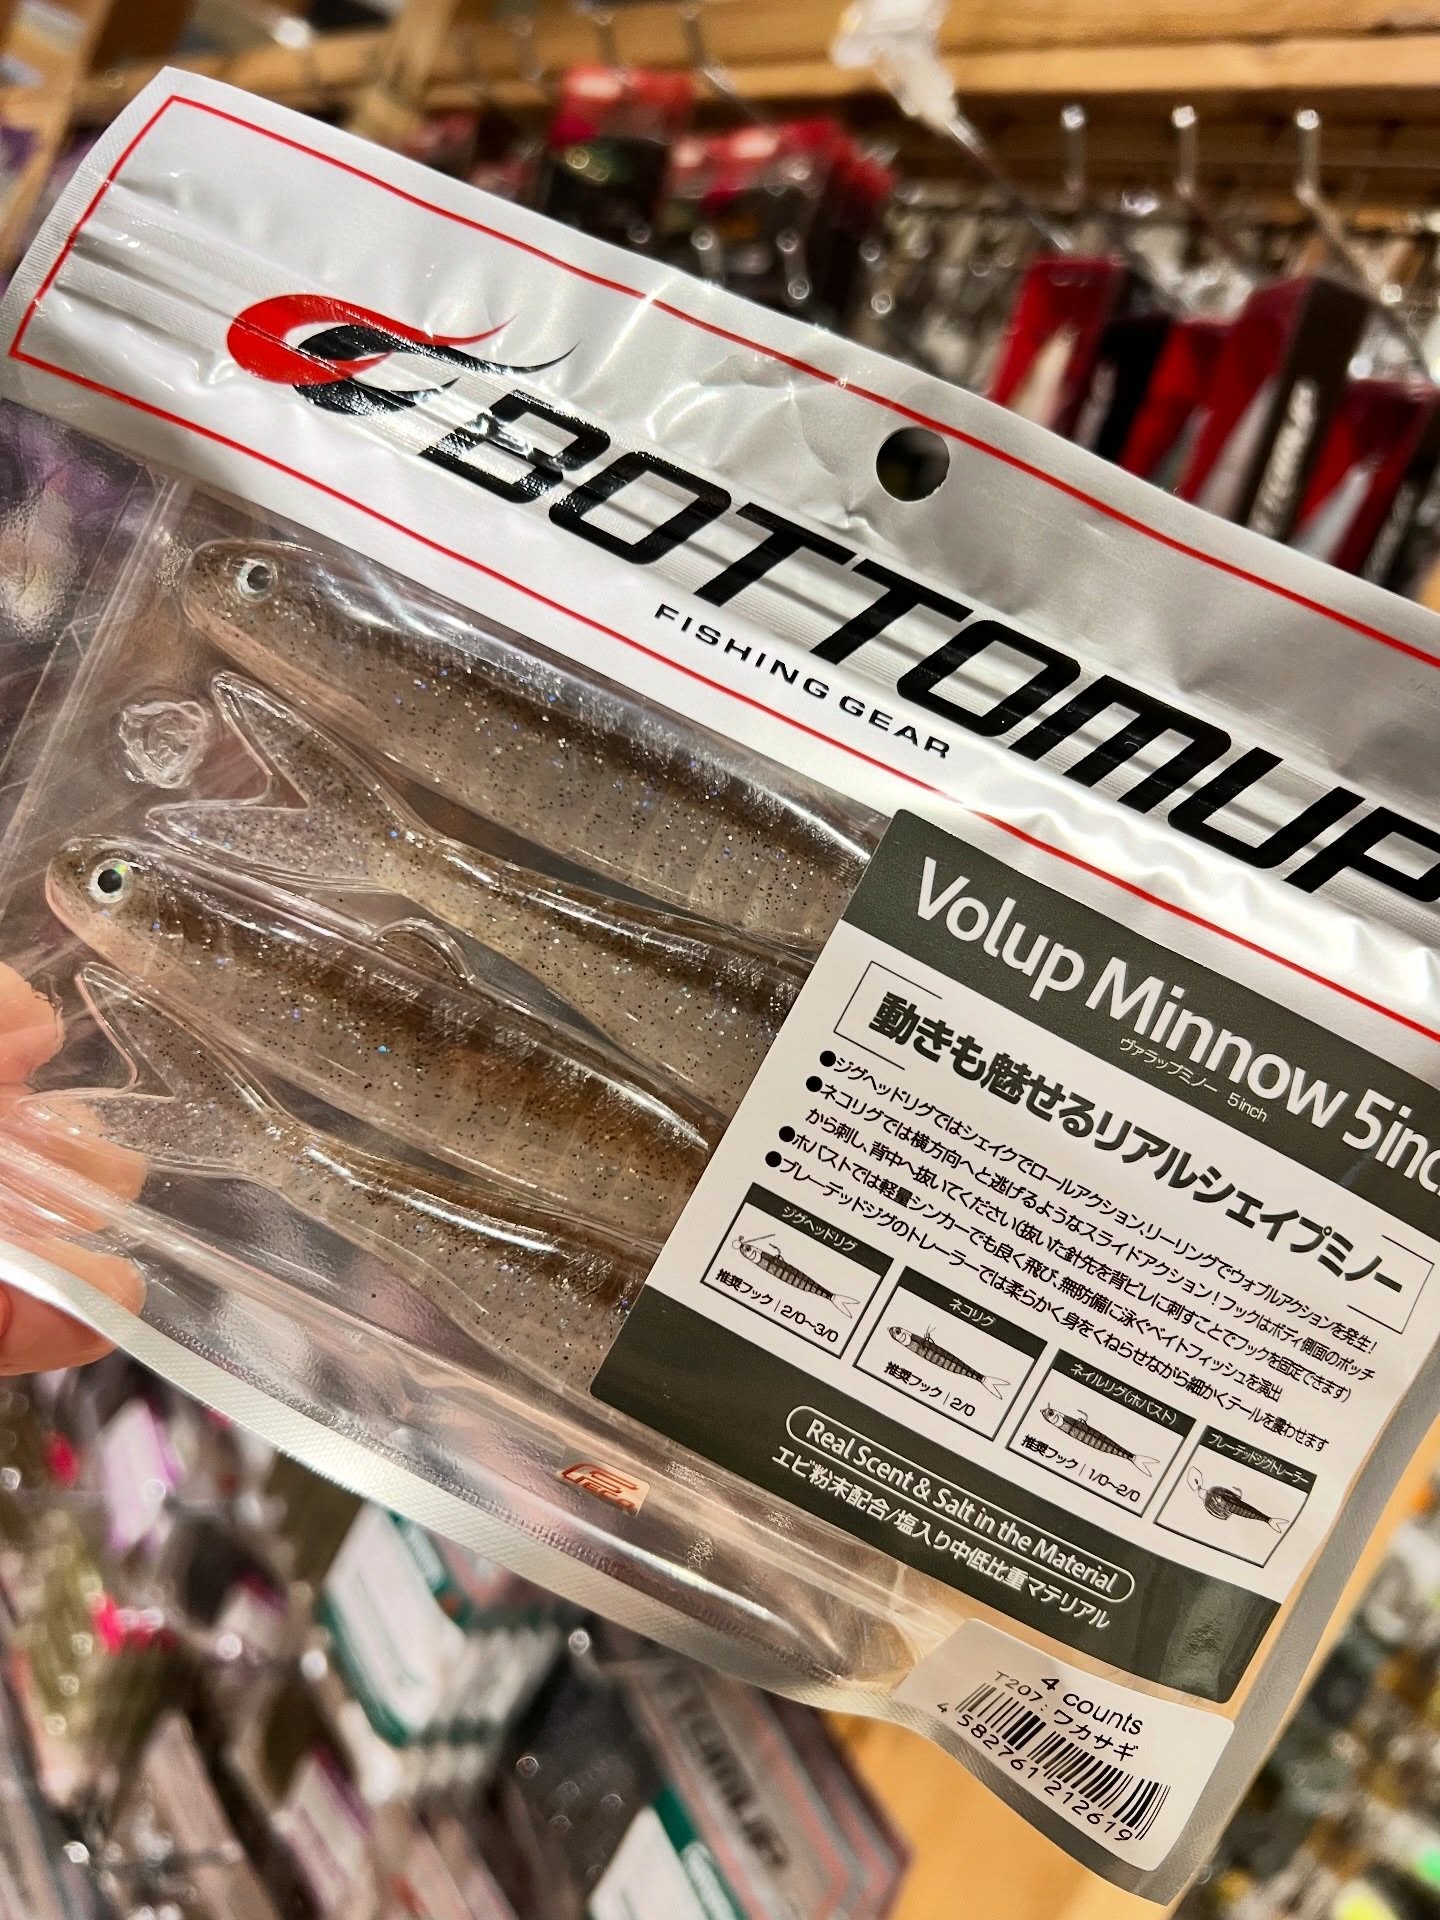 BOTTOMUP
FISHING GEAR
Volup Minnow 5inc
ヴァラップミノー 5inch
動きも魅せるリアルシェイプミノー
●ジグヘッドリグではシェイクでロールアクション、リーリングでウォブルアクションを発生!
●ネコリグでは横方向へと逃げるようなスライドアクション!フックはボディ側面のポッチ
から刺し、背中へ抜いてください(抜いた針先を背ビレに刺すことでフックを固定できます)
●ホバストでは軽量シンカーでも良く飛び、無防備に泳ぐベイトフィッシュを演出
●ブレーデッドジグのトレーラーでは柔らかく、身をくねらせながら細かくテールを震わせます
ジグヘッドリグ
推奨フック|2/0~3/0
ネコリグ
推奨フック|2/0
ネイルリグ(ホバスト)
推奨フック|1/0~2/0
ブレーデッドジグトレーラー
Real Scent & Salt in the Material
エビ粉末配合/塩入り中低比重マテリアル
4 counts
T207:ワカサギ
4 582761 212619